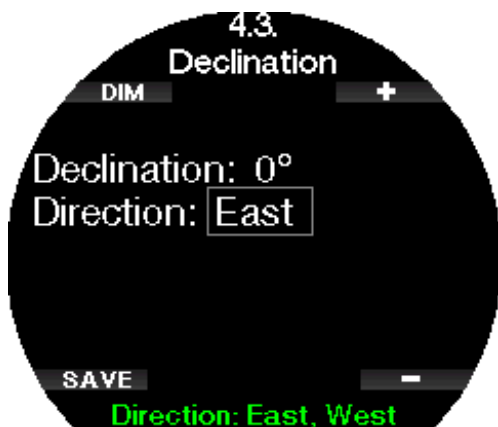 4.3.
Declination
DIM +
Declination: 0°
Direction: East
SAVE -
Direction: East, West